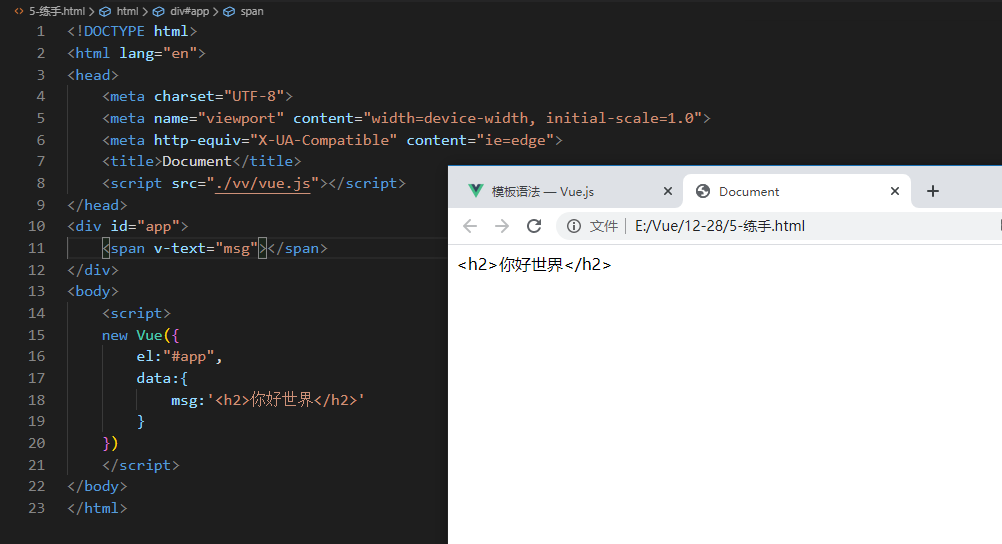 5-练手.html > html > div#app > span
1 <!DOCTYPE html>
2 <html lang="en">
3 <head>
4 <meta charset="UTF-8">
5 <meta name="viewport" content="width=device-width, initial-scale=1.0">
6 <meta http-equiv="X-UA-Compatible" content="ie=edge">
7 <title>Document</title>
8 <script src="./vv/vue.js"></script>
9 </head>
10 <div id="app">
11 <span v-text="msg"></span>
12 </div>
13 <body>
14 <script>
15 new Vue({
16 el:"#app",
17 data:{
18 msg:'<h2>你好世界</h2>'
19 }
20 })
21 </script>
22 </body>
23 </html>
模板语法 — Vue.js
Document
文件 | E:/Vue/12-28/5-练手.html
<h2>你好世界</h2>